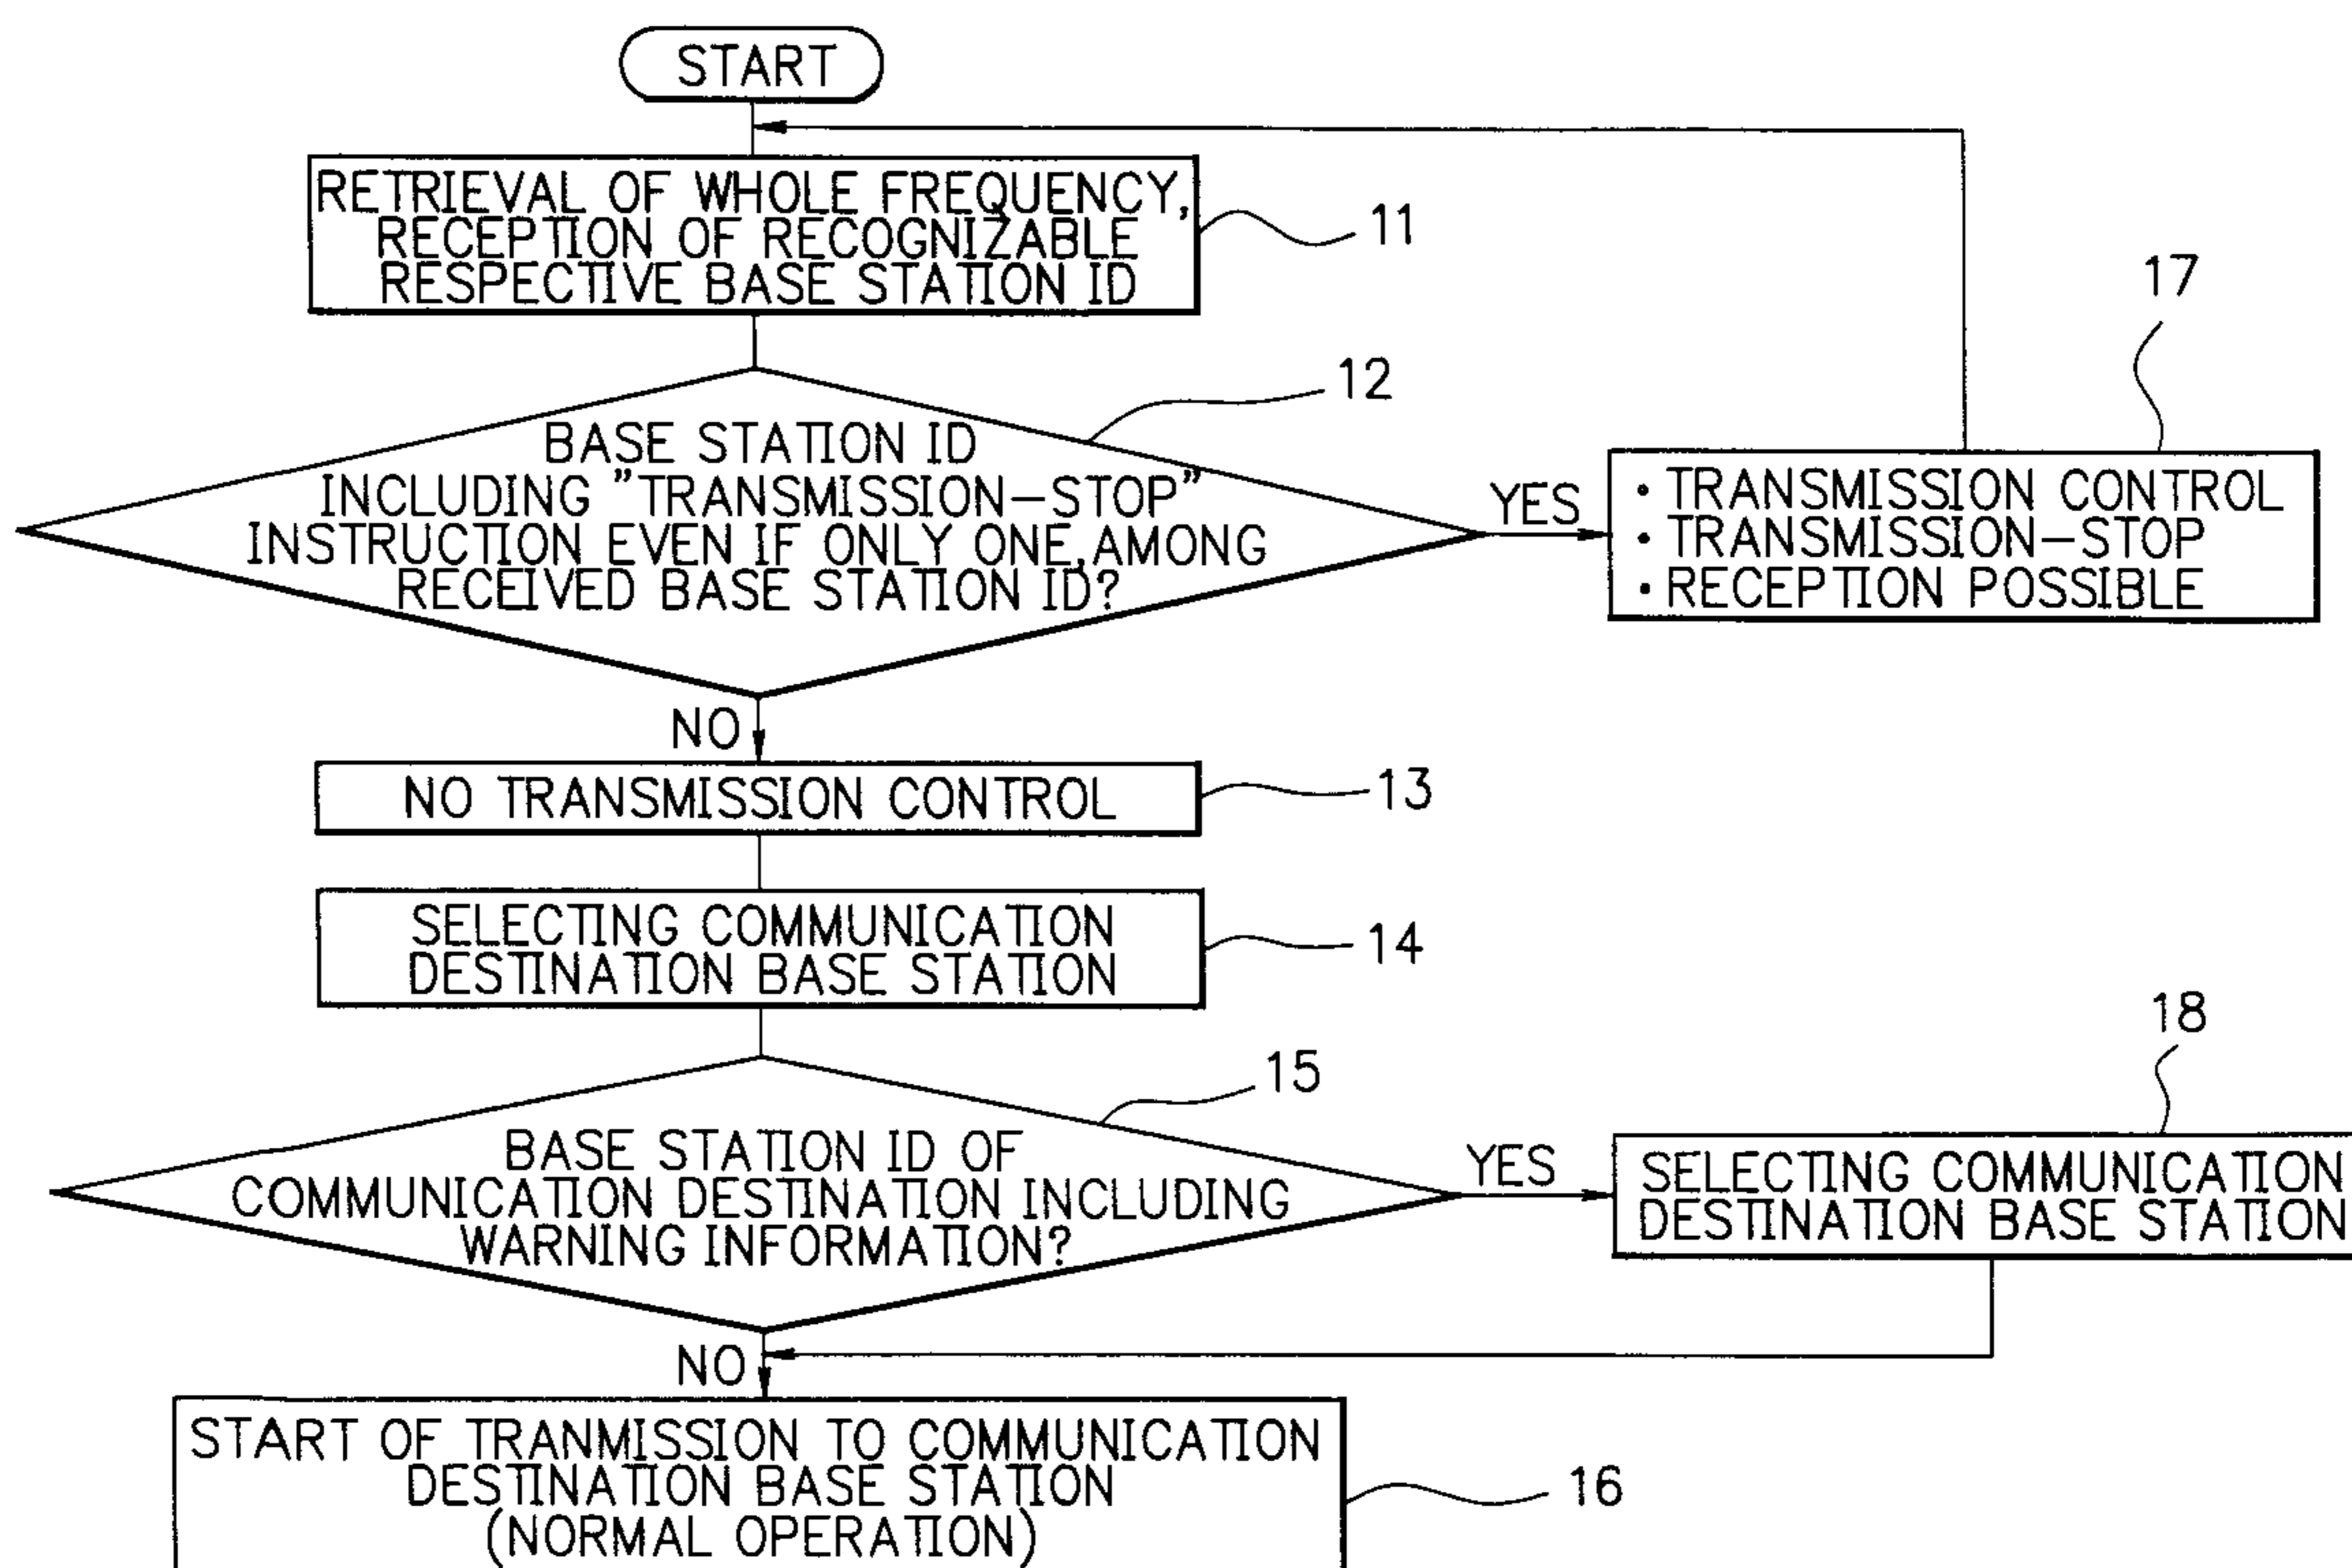 START
RETRIEVAL OF WHOLE FREQUENCY,
RECEPTION OF RECOGNIZABLE
RESPECTIVE BASE STATION ID
11
17
12
BASE STATION ID
INCLUDING "TRANSMISSION-STOP"
INSTRUCTION EVEN IF ONLY ONE, AMONG
RECEIVED BASE STATION ID?
YES
• TRANSMISSION CONTROL
• TRANSMISSION-STOP
• RECEPTION POSSIBLE
NO
NO TRANSMISSION CONTROL
13
SELECTING COMMUNICATION
DESTINATION BASE STATION
14
18
15
BASE STATION ID OF
COMMUNICATION DESTINATION INCLUDING
WARNING INFORMATION?
YES
SELECTING COMMUNICATION
DESTINATION BASE STATION
NO
START OF TRANMISSION TO COMMUNICATION
DESTINATION BASE STATION
(NORMAL OPERATION)
16